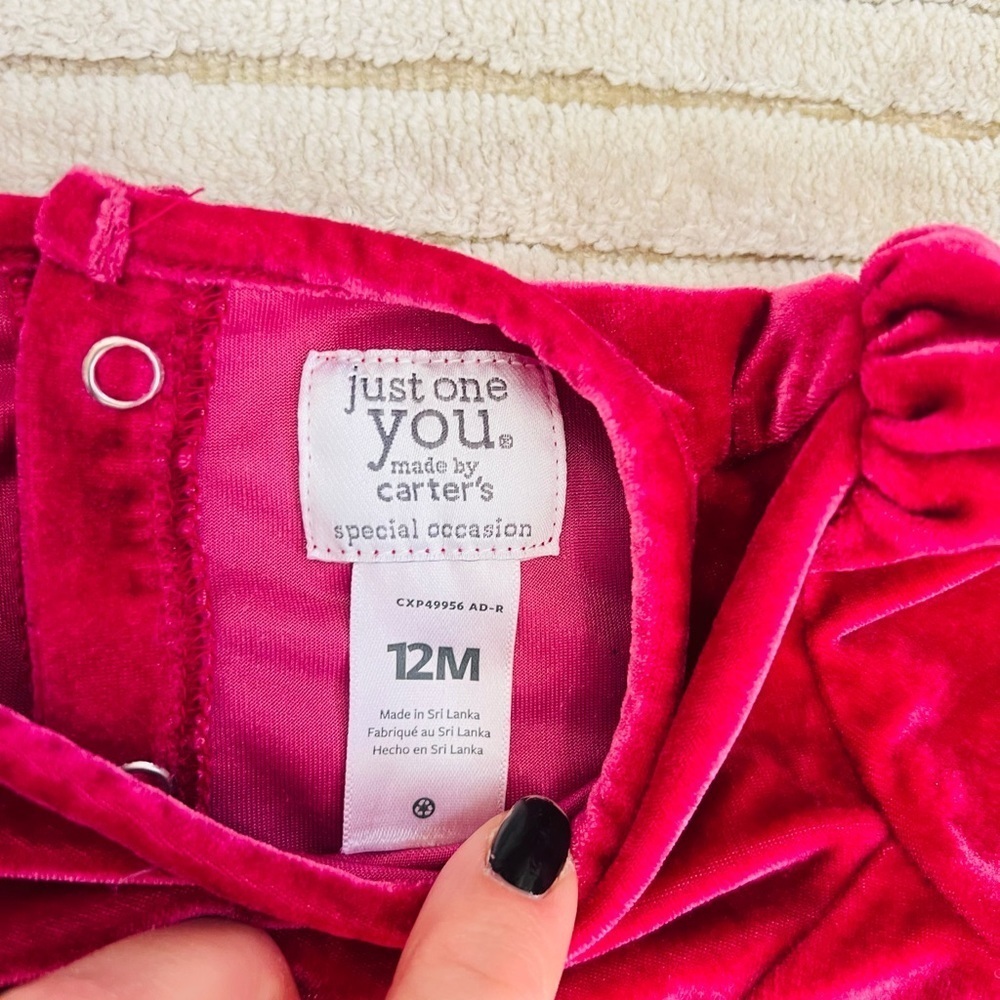 just one
you®
made by
carter's
special occasion
CXP49956 AD-R
12M
Made in Sri Lanka
Fabriqué au Sri Lanka
Hecho en Sri Lanka